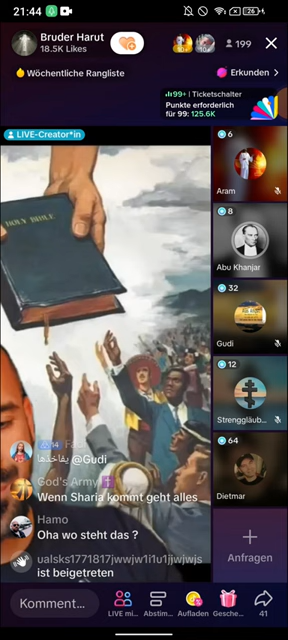 21:44
26
Bruder Harut
18.5K Likes
199
Wöchentliche Rangliste
Erkunden >
99+ | Ticketschalter
Punkte erforderlich
für 99: 125.6K
LIVE-Creator*in
6
Aram
8
Abu Khanjar
32
Gudi
12
Strenggläub...
64
Dietmar
HOLY BIBLE
يفاخذها @Gudi
God's Army
Wenn Sharia kommt geht alles
Hamo
Oha wo steht das ?
ualsks1771817jwwjw1i1u1jjwjwjs
ist beigetreten
+
Anfragen
Komment...
LIVE mi...
Abstim...
Aufladen
Gesche...
41